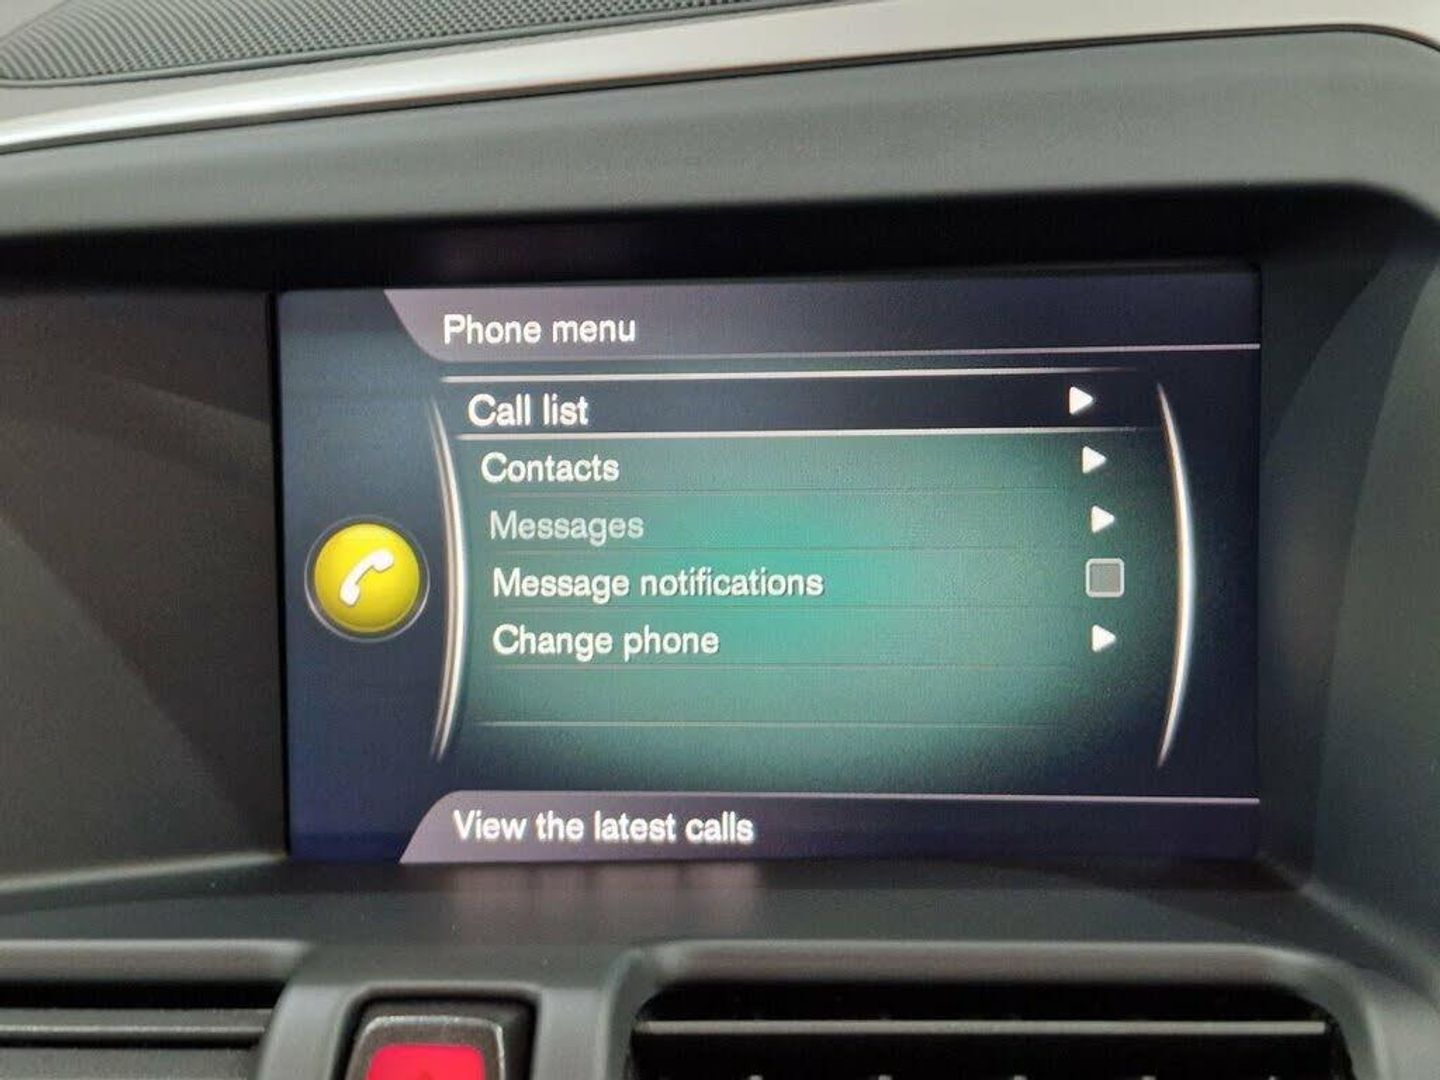 Phone menu
Call list
Contacts
Messages
Message notifications
Change phone
View the latest calls